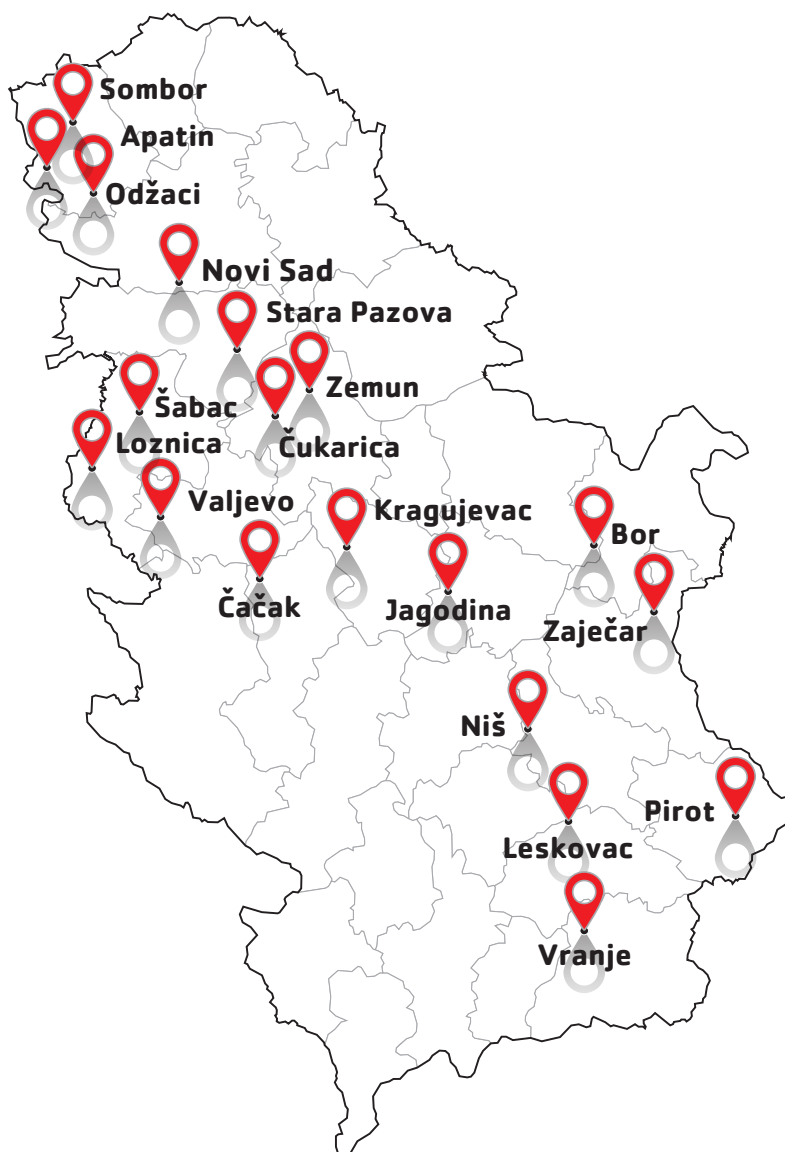 Sombor
Apatin
Odžaci
Novi Sad
Stara Pazova
Zemun
Šabac
Čukarica
Loznica
Valjevo
Kragujevac
Bor
Čačak
Jagodina
Zaječar
Niš
Pirot
Leskovac
Vranje